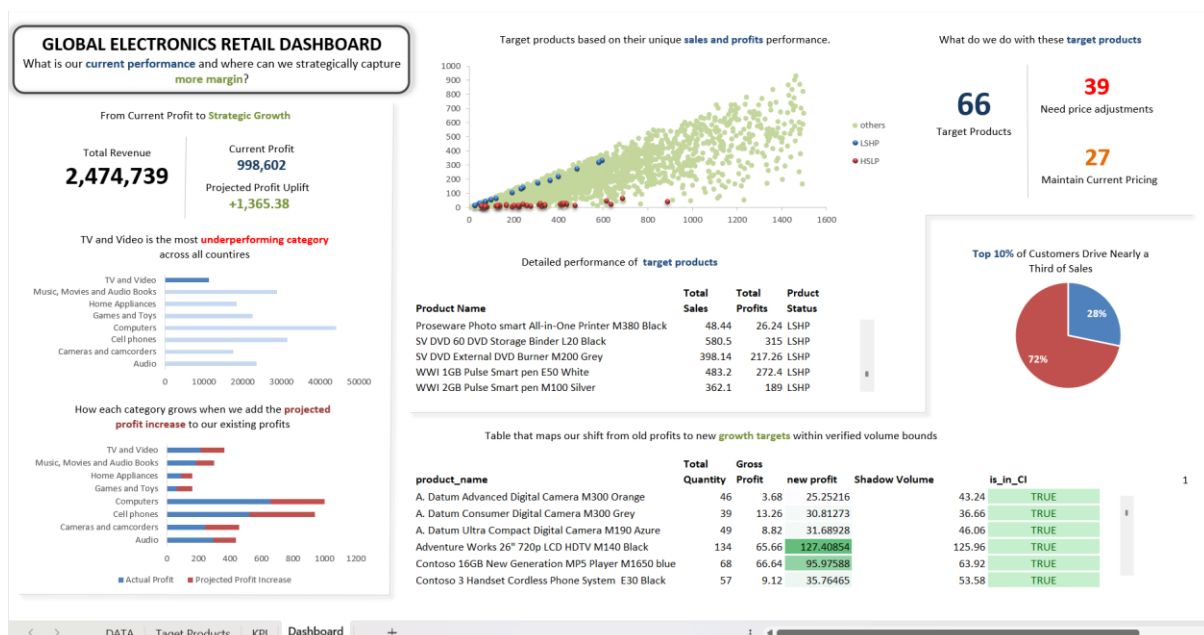 GLOBAL ELECTRONICS RETAIL DASHBOARD
What is our current performance and where can we strategically capture
more margin?
From Current Profit to Strategic Growth
Total Revenue
2,474,739
Current Profit
998,602
Projected Profit Uplift
+1,365.38
TV and Video is the most underperforming category
across all countires
TV and Video
Music, Movies and Audio Books
Home Appliances
Games and Toys
Computers
Cell phones
Cameras and camcorders
Audio
0 10000 20000 30000 40000 50000
How each category grows when we add the projected
profit increase to our existing profits
TV and Video
Music, Movies and Audio Books
Home Appliances
Games and Toys
Computers
Cell phones
Cameras and camcorders
Audio
0 200 400 600 800 1000 1200
Actual Profit Projected Profit Increase
Target products based on their unique sales and profits performance.
1000
900
800
700
600
500
400
300
200
100
0
0 200 400 600 800 1000 1200 1400 1600
others
LSHP
HSLP
Detailed performance of target products
Product Name Total Sales Total Profits Prduct Status
Proseware Photo smart All-in-One Printer M380 Black 48.44 26.24 LSHP
SV DVD 60 DVD Storage Binder L20 Black 580.5 315 LSHP
SV DVD External DVD Burner M200 Grey 398.14 217.26 LSHP
WWI 1GB Pulse Smart pen E50 White 483.2 272.4 LSHP
WWI 2GB Pulse Smart pen M100 Silver 362.1 189 LSHP
What do we do with these target products
66
Target Products
39
Need price adjustments
27
Maintain Current Pricing
Top 10% of Customers Drive Nearly a
Third of Sales
28%
72%
Table that maps our shift from old profits to new growth targets within verified volume bounds
product_name Total Quantity Gross Profit new profit Shadow Volume is_in_CI 1
A. Datum Advanced Digital Camera M300 Orange 46 3.68 25.25216 43.24 TRUE
A. Datum Consumer Digital Camera M300 Grey 39 13.26 30.81273 36.66 TRUE
A. Datum Ultra Compact Digital Camera M190 Azure 49 8.82 31.68928 46.06 TRUE
Adventure Works 26" 720p LCD HDTV M140 Black 134 65.66 127.40854 125.96 TRUE
Contoso 16GB New Generation MP5 Player M1650 blue 68 66.64 95.97588 63.92 TRUE
Contoso 3 Handset Cordless Phone System E30 Black 57 9.12 35.76465 53.58 TRUE
DATA Taget Products KPI Dashboard +